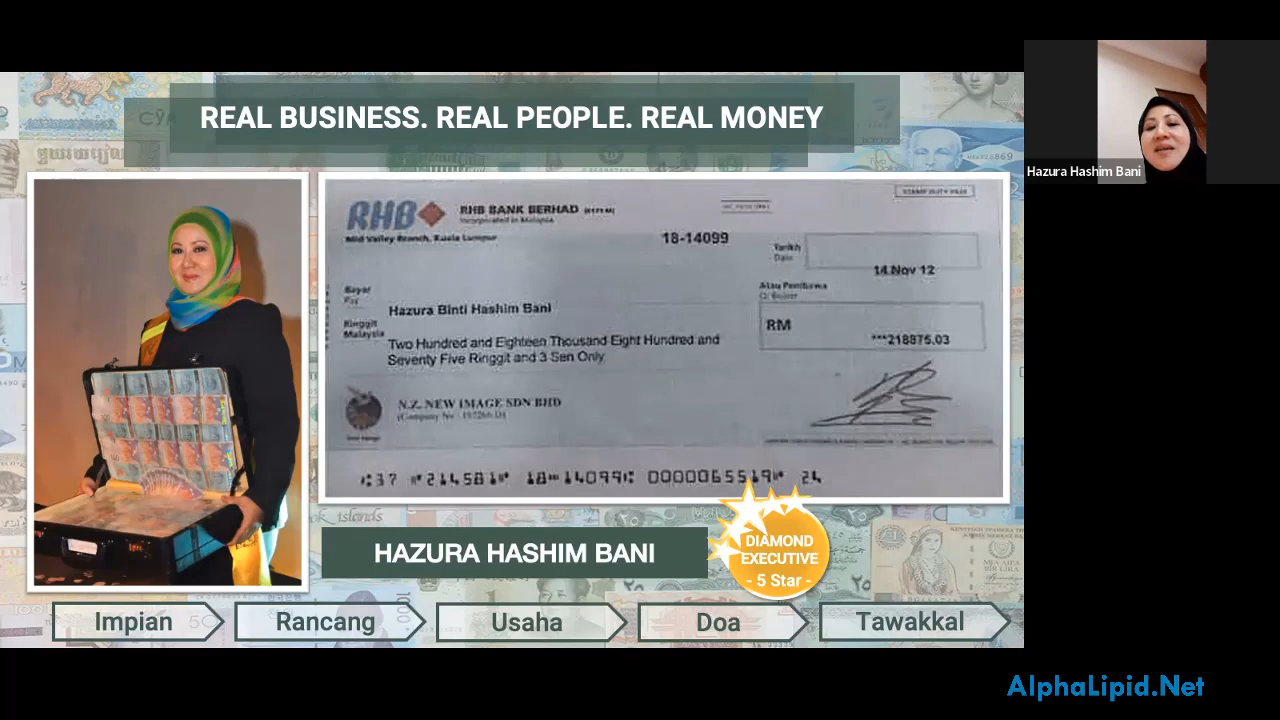 REAL BUSINESS. REAL PEOPLE. REAL MONEY
Hazura Hashim Bani
RHB
RHB BANK BERHAD
Incorporated in Malaysia
Mid Valley Branch, Kuala Lumpur
18-14099
Tarikh
Date
14 Nov 12
Bayar
Pay
Hazura Binti Hashim Bani
Atau Pembawa
Or Bearer
Ringgit
Malaysia
Two Hundred and Eighteen Thousand Eight Hundred and
Seventy Five Ringgit and 3 Sen Only
RM
***218875.03
N.Z. NEW IMAGE SDN BHD
HAZURA HASHIM BANI
DIAMOND
EXECUTIVE
- 5 Star -
Impian
Rancang
Usaha
Doa
Tawakkal
AlphaLipid.Net